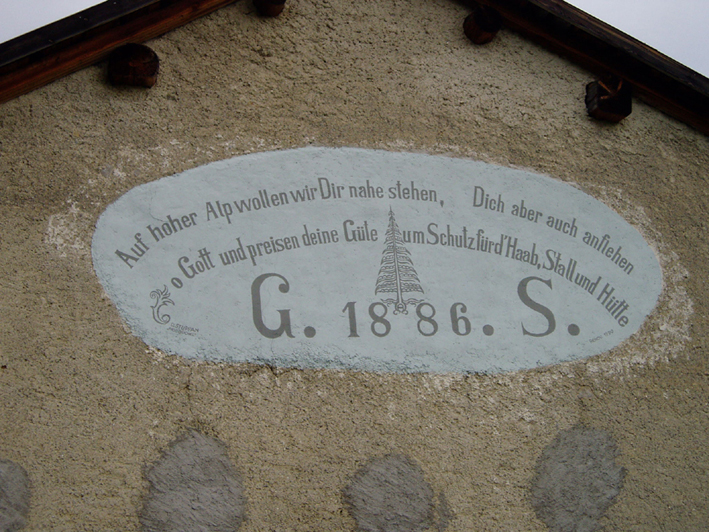 Auf hoher Alp wollen wir Dir nahe stehen, Dich aber auch anflehen
o Gott und preisen deine Güte um Schutz für d'Haab, Stall und Hütte
G. 1886. S.